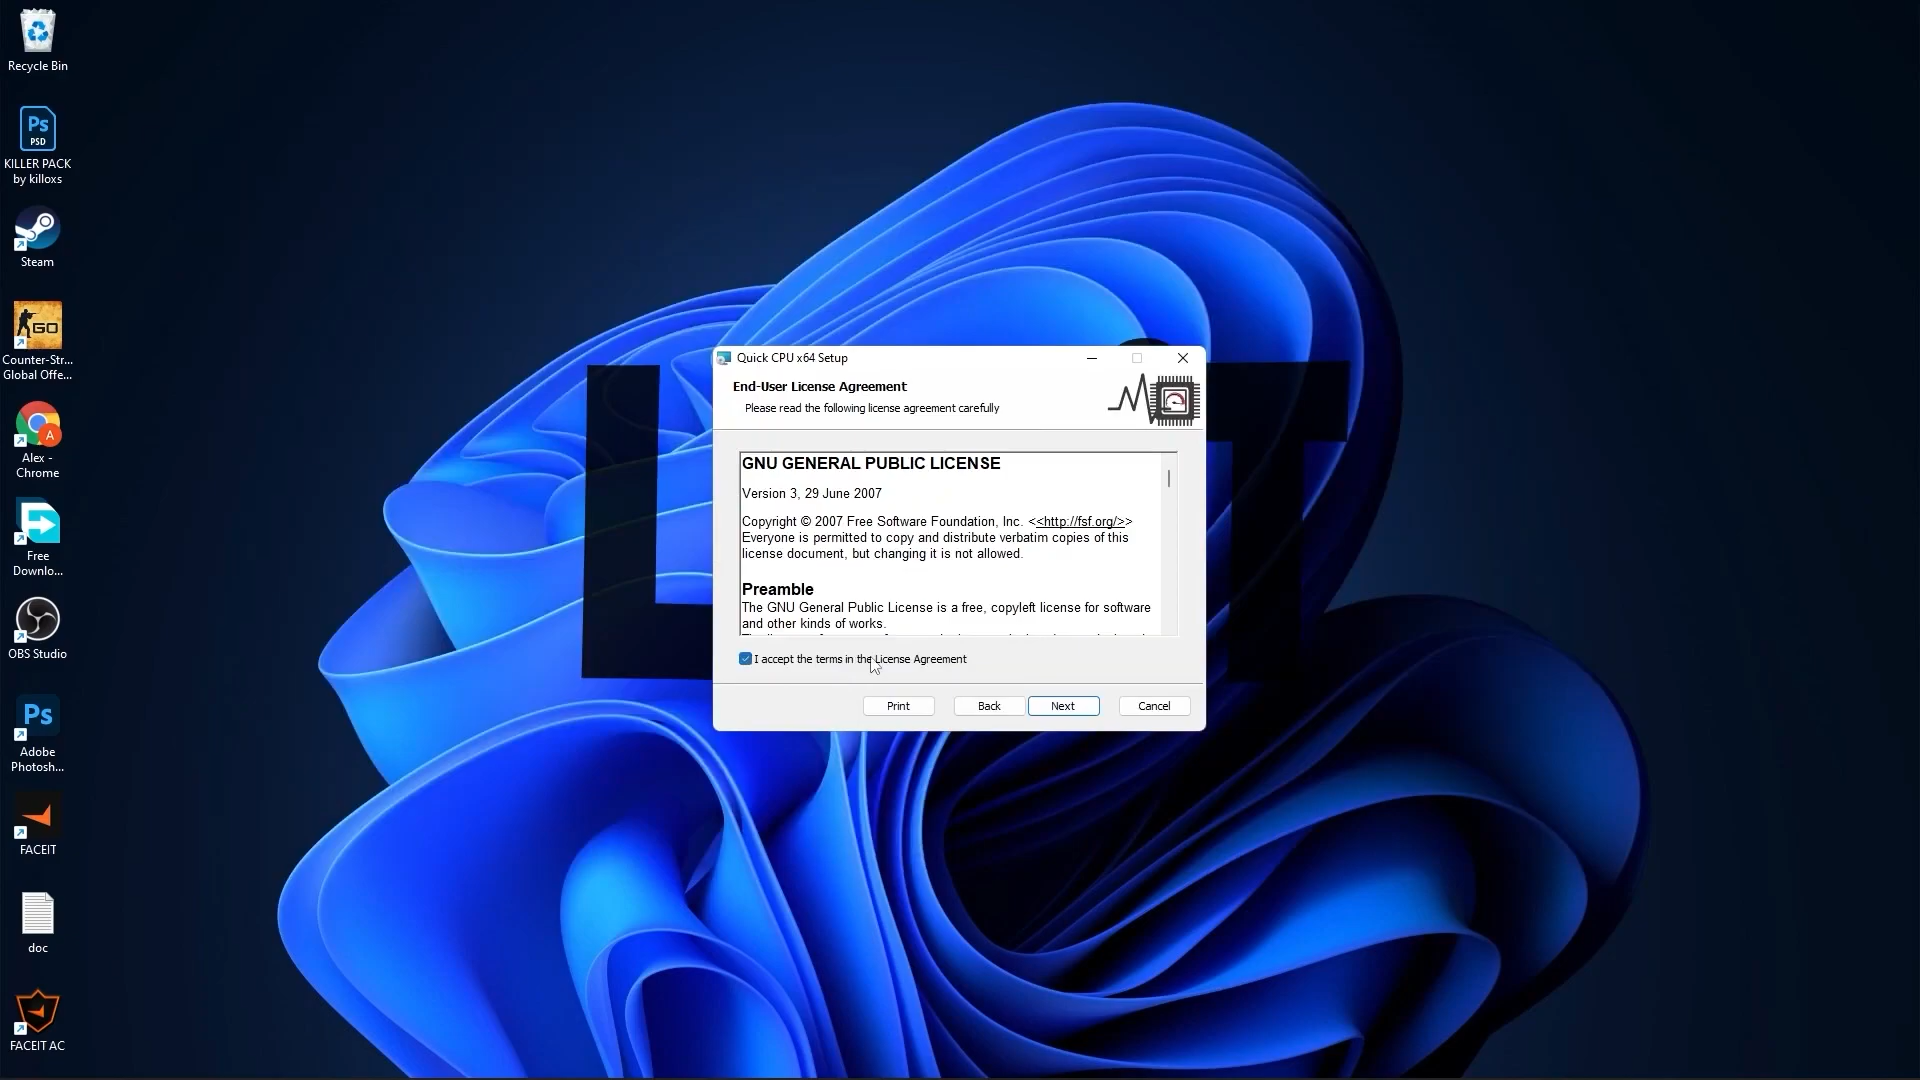 Recycle Bin
Ps
PSD
KILLER PACK
by killoxs
Steam
GO
Counter-Str...
Global Offe...
A
Alex -
Chrome
Free
Downlo...
OBS Studio
Ps
Adobe
Photosh...
FACEIT
doc
FACEIT AC
Quick CPU x64 Setup
End-User License Agreement
Please read the following license agreement carefully
GNU GENERAL PUBLIC LICENSE
Version 3, 29 June 2007
Copyright © 2007 Free Software Foundation, Inc. <<http://fsf.org/>>
Everyone is permitted to copy and distribute verbatim copies of this
license document, but changing it is not allowed.
Preamble
The GNU General Public License is a free, copyleft license for software
and other kinds of works.
I accept the terms in the License Agreement
Print
Back
Next
Cancel